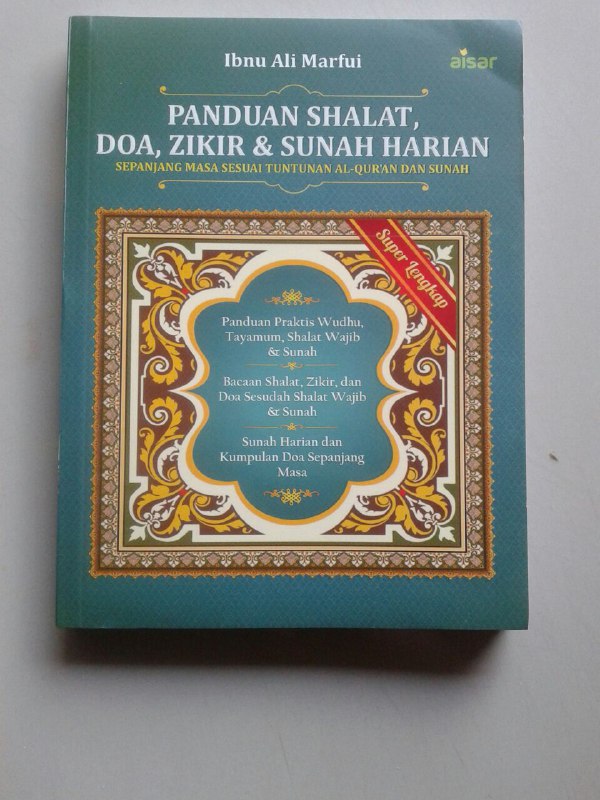 Ibnu Ali Marfui
aisar
PANDUAN SHALAT,
DOA, ZIKIR & SUNAH HARIAN
SEPANJANG MASA SESUAI TUNTUNAN AL-QUR'AN DAN SUNAH
Super Lengkap
Panduan Praktis Wudhu,
Tayamum, Shalat Wajib
& Sunah
Bacaan Shalat, Zikir, dan
Doa Sesudah Shalat Wajib
& Sunah
Sunah Harian dan
Kumpulan Doa Sepanjang
Masa